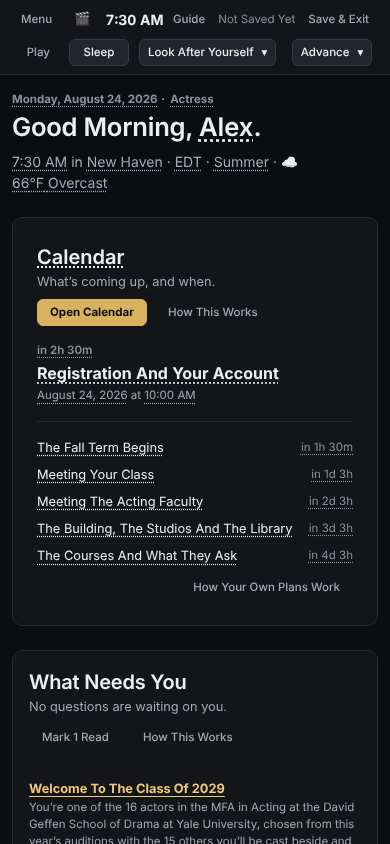 Menu 🎬 7:30 AM Guide Not Saved Yet Save & Exit
Play Sleep Look After Yourself ▾ Advance ▾
Monday, August 24, 2026 · Actress
Good Morning, Alex.
7:30 AM in New Haven · EDT · Summer · ☁️
66°F Overcast
Calendar
What's coming up, and when.
Open Calendar How This Works
in 2h 30m
Registration And Your Account
August 24, 2026 at 10:00 AM
The Fall Term Begins in 1h 30m
Meeting Your Class in 1d 3h
Meeting The Acting Faculty in 2d 3h
The Building, The Studios And The Library in 3d 3h
The Courses And What They Ask in 4d 3h
How Your Own Plans Work
What Needs You
No questions are waiting on you.
Mark 1 Read How This Works
Welcome To The Class Of 2029
You're one of the 16 actors in the MFA in Acting at the David
Geffen School of Drama at Yale University, chosen from this
year's auditions with the 15 others you'll be cast beside and